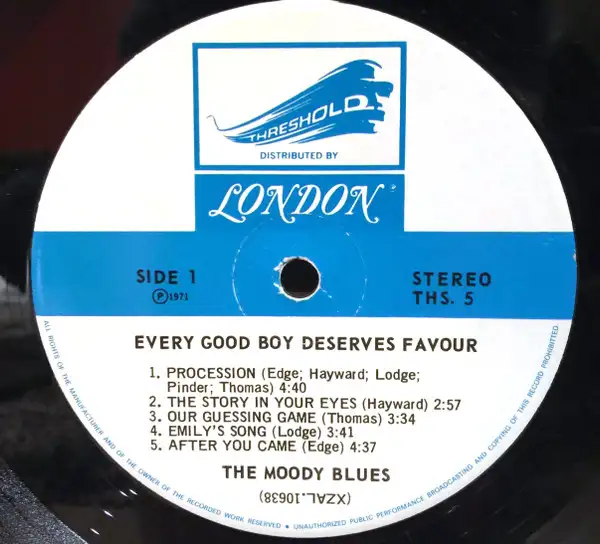 THRESHOLD
DISTRIBUTED BY
LONDON
SIDE 1
Ⓟ1971
STEREO
THS. 5
EVERY GOOD BOY DESERVES FAVOUR
1. PROCESSION (Edge; Hayward; Lodge;
Pinder; Thomas) 4:40
2. THE STORY IN YOUR EYES (Hayward) 2:57
3. OUR GUESSING GAME (Thomas) 3:34
4. EMILY'S SONG (Lodge) 3:41
5. AFTER YOU CAME (Edge) 4:37
THE MOODY BLUES
(XZAL.10638)
ALL RIGHTS OF THE MANUFACTURER AND OF THE OWNER OF THE RECORDED WORK RESERVED • UNAUTHORIZED PUBLIC PERFORMANCE BROADCASTING AND COPYING OF THIS RECORD PROHIBITED